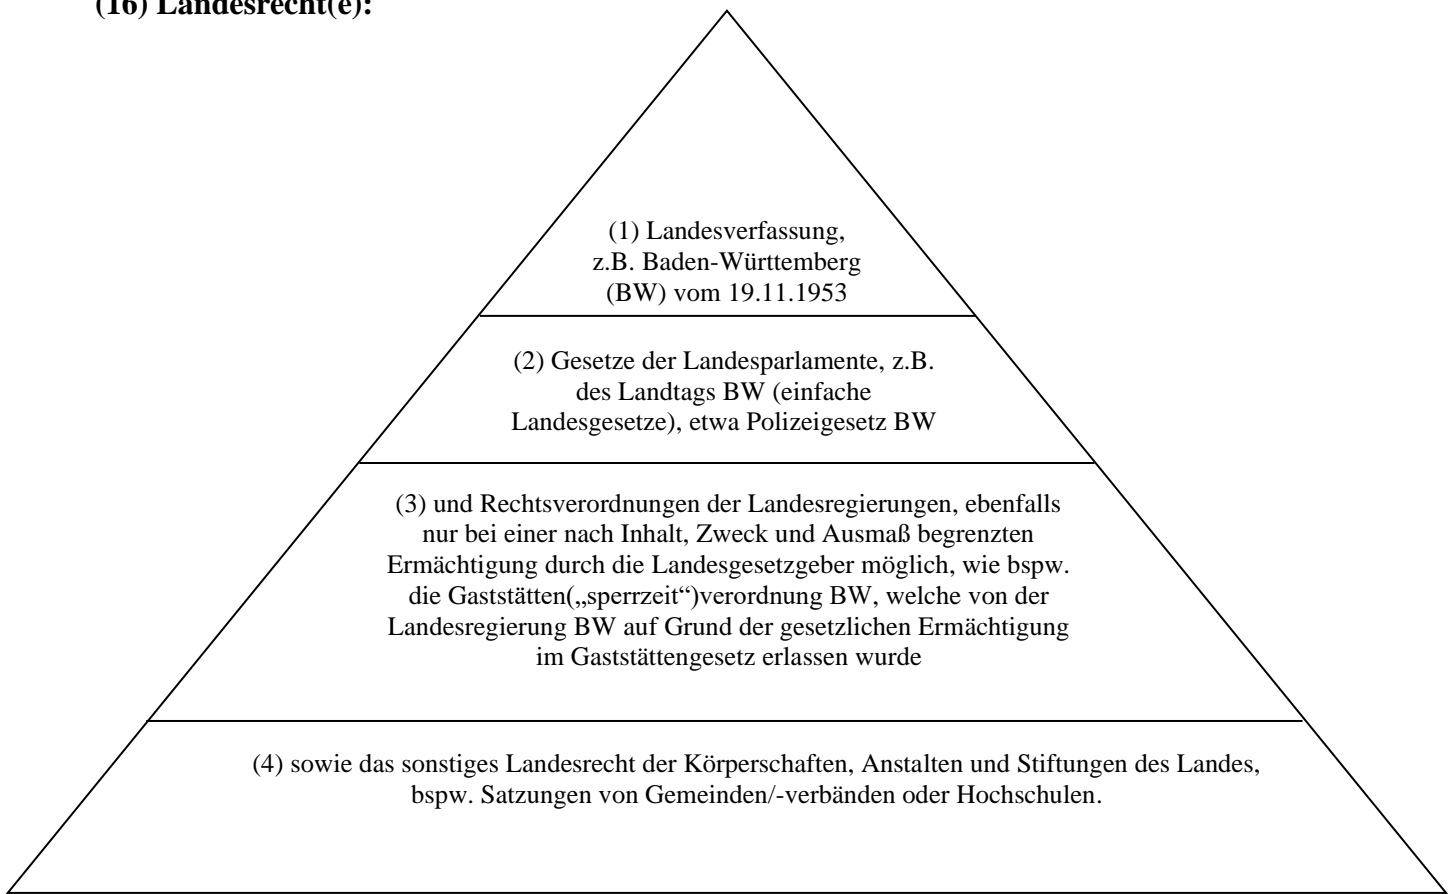 (16) Landesrecht(e):
(1) Landesverfassung,
z.B. Baden-Württemberg
(BW) vom 19.11.1953
(2) Gesetze der Landesparlamente, z.B.
des Landtags BW (einfache
Landesgesetze), etwa Polizeigesetz BW
(3) und Rechtsverordnungen der Landesregierungen, ebenfalls
nur bei einer nach Inhalt, Zweck und Ausmaß begrenzten
Ermächtigung durch die Landesgesetzgeber möglich, wie bspw.
die Gaststätten(„sperrzeit“)verordnung BW, welche von der
Landesregierung BW auf Grund der gesetzlichen Ermächtigung
im Gaststättengesetz erlassen wurde
(4) sowie das sonstiges Landesrecht der Körperschaften, Anstalten und Stiftungen des Landes,
bspw. Satzungen von Gemeinden/-verbänden oder Hochschulen.